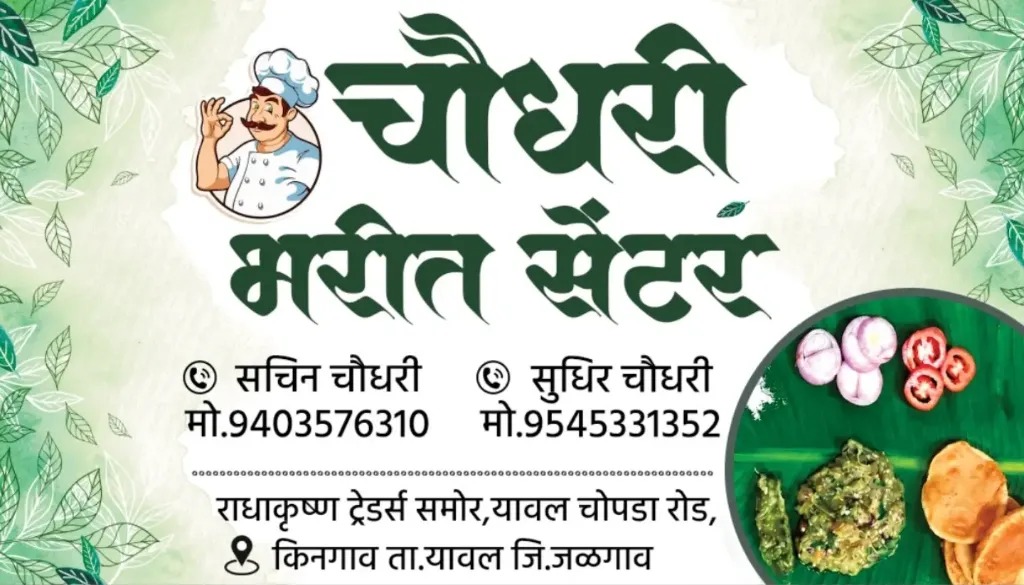 चौधरी
भरीत सेंटर
सचिन चौधरी
मो.9403576310
सुधिर चौधरी
मो.9545331352
राधाकृष्ण ट्रेडर्स समोर,यावल चोपडा रोड,
किनगाव ता.यावल जि.जळगाव